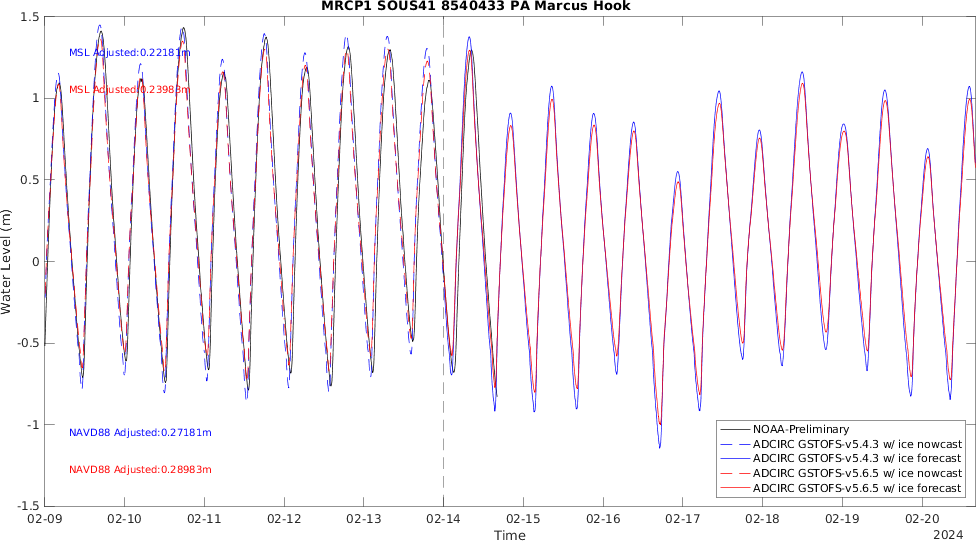 MRCP1 SOUS41 8540433 PA Marcus Hook
1.5
1
0.5
0
-0.5
-1
-1.5
Water Level (m)
MSL Adjusted:0.22181m
MSL Adjusted:0.23983m
NAVD88 Adjusted:0.27181m
NAVD88 Adjusted:0.28983m
NOAA-Preliminary
ADCIRC GSTOFS-v5.4.3 w/ ice nowcast
ADCIRC GSTOFS-v5.4.3 w/ ice forecast
ADCIRC GSTOFS-v5.6.5 w/ ice nowcast
ADCIRC GSTOFS-v5.6.5 w/ ice forecast
02-09 02-10 02-11 02-12 02-13 02-14 02-15 02-16 02-17 02-18 02-19 02-20
Time
2024